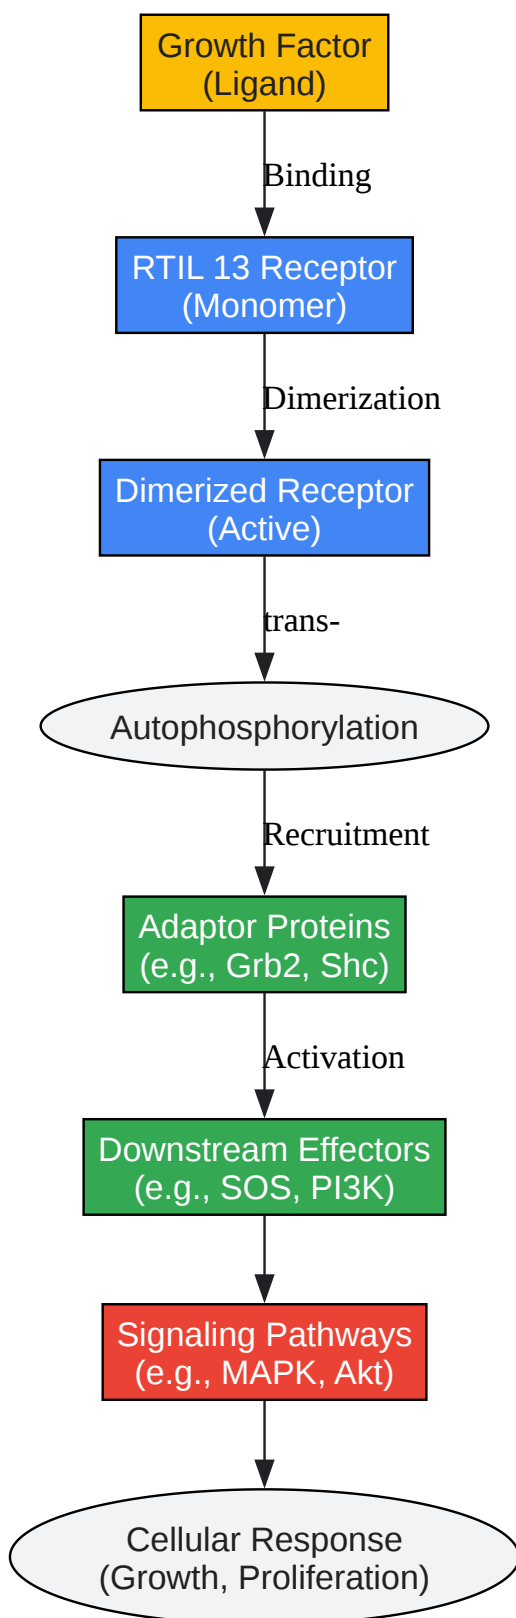 Growth Factor
(Ligand)
Binding
RTIL 13 Receptor
(Monomer)
Dimerization
Dimerized Receptor
(Active)
trans-
Autophosphorylation
Recruitment
Adaptor Proteins
(e.g., Grb2, Shc)
Activation
Downstream Effectors
(e.g., SOS, PI3K)
Signaling Pathways
(e.g., MAPK, Akt)
Cellular Response
(Growth, Proliferation)